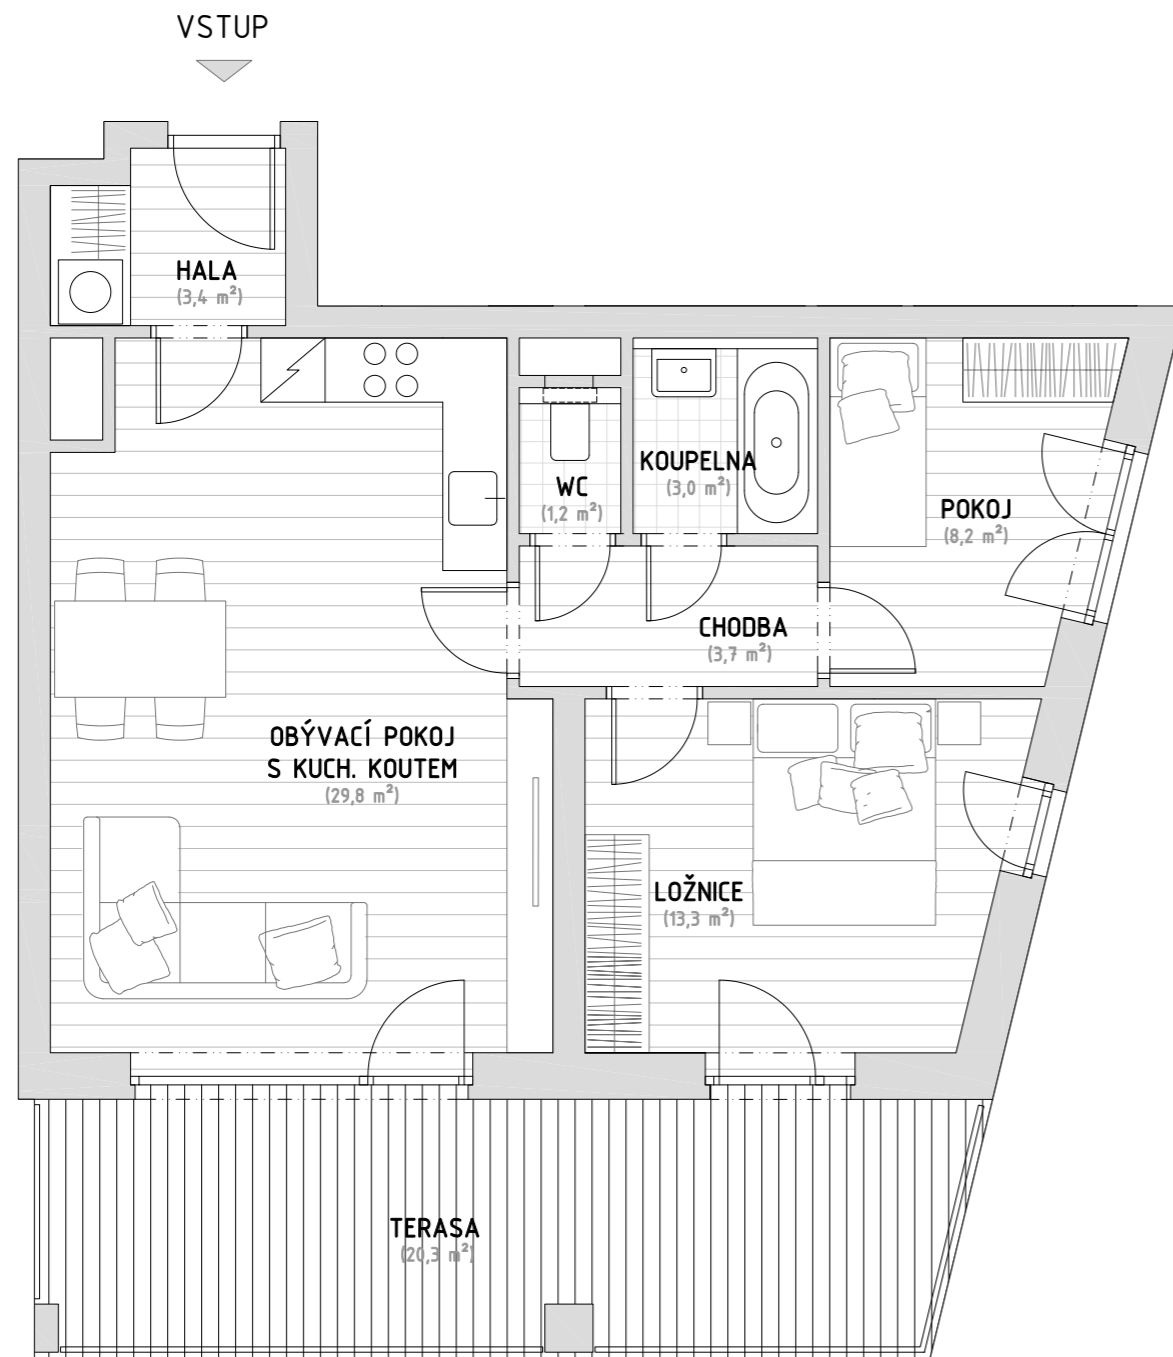 VSTUP
HALA
(3,4 m²)
KOUPELNA
(3,0 m²)
WC
(1,2 m²)
POKOJ
(8,2 m²)
CHODBA
(3,7 m²)
OBÝVACÍ POKOJ
S KUCH. KOUTEM
(29,8 m²)
LOŽNICE
(13,3 m²)
TERASA
(20,3 m²)